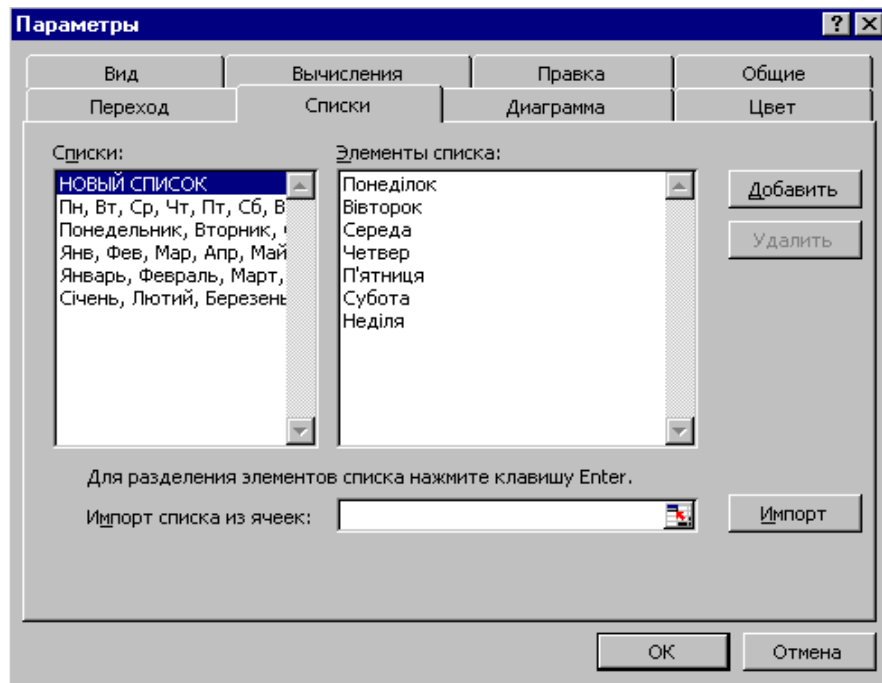 Параметры
Вид Вычисления Правка Общие
Переход Списки Диаграмма Цвет
Списки:
НОВЫЙ СПИСОК
Пн, Вт, Ср, Чт, Пт, Сб, В
Понедельник, Вторник,
Янв, Фев, Мар, Апр, Май
Январь, Февраль, Март,
Січень, Лютий, Березень
Элементы списка:
Понеділок
Вівторок
Середа
Четвер
П'ятниця
Субота
Неділя
Добавить
Удалить
Для разделения элементов списка нажмите клавишу Enter.
Импорт списка из ячеек:
Импорт
ОК
Отмена